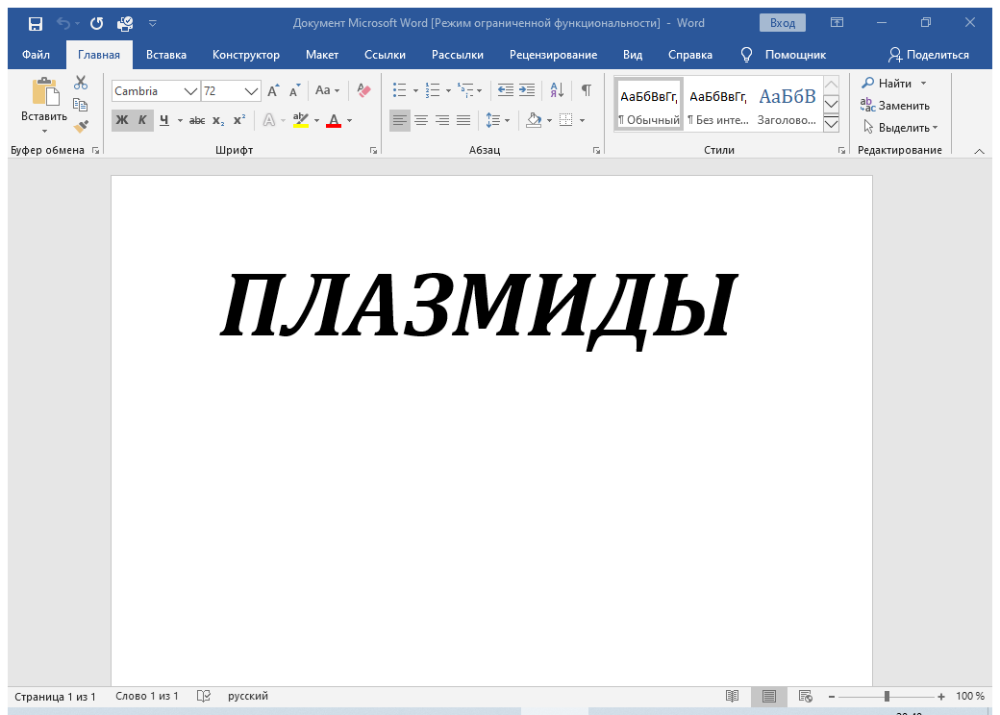 Документ Microsoft Word [Режим ограниченной функциональности] - Word
Вход
Файл Главная Вставка Конструктор Макет Ссылки Рассылки Рецензирование Вид Справка Помощник Поделиться
Вставить
Буфер обмена
Cambria 72 А А Aa
Ж К Ч abc x₂ x² А aby А
Шрифт
А Я ¶
Абзац
АаБбВвГг, АаБбВвГг, АаБбВ
¶ Обычный ¶ Без инте... Заголово...
Стили
Найти
Заменить
Выделить
Редактирование
ПЛАЗМИДЫ
Страница 1 из 1 Слово 1 из 1 русский 100 %